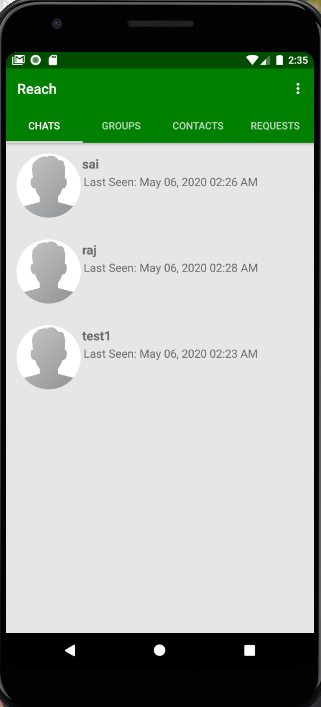 2:35
Reach
CHATS GROUPS CONTACTS REQUESTS
sai
Last Seen: May 06, 2020 02:26 AM
raj
Last Seen: May 06, 2020 02:28 AM
test1
Last Seen: May 06, 2020 02:23 AM